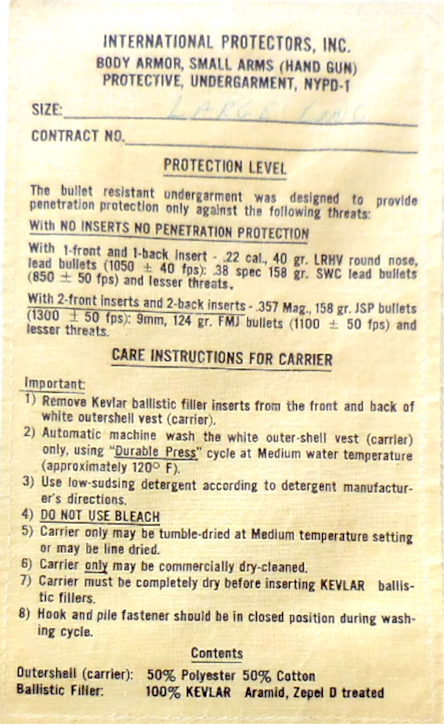 INTERNATIONAL PROTECTORS, INC.
BODY ARMOR, SMALL ARMS (HAND GUN)
PROTECTIVE, UNDERGARMENT, NYPD-1
SIZE: LARGE LONG
CONTRACT NO.
PROTECTION LEVEL
The bullet resistant undergarment was designed to provide
penetration protection only against the following threats:
With NO INSERTS NO PENETRATION PROTECTION
With 1-front and 1-back insert - .22 cal., 40 gr. LRHV round nose,
lead bullets (1050 ± 40 fps): .38 spec 158 gr. SWC lead bullets
(850 ± 50 fps) and lesser threats.
With 2-front inserts and 2-back inserts - .357 Mag., 158 gr. JSP bullets
(1300 ± 50 fps): 9mm, 124 gr. FMJ bullets (1100 ± 50 fps) and
lesser threats.
CARE INSTRUCTIONS FOR CARRIER
Important:
1) Remove Kevlar ballistic filler inserts from the front and back of
white outershell vest (carrier).
2) Automatic machine wash the white outer-shell vest (carrier)
only, using "Durable Press" cycle at Medium water temperature
(approximately 120° F).
3) Use low-sudsing detergent according to detergent manufactur-
er's directions.
4) DO NOT USE BLEACH
5) Carrier only may be tumble-dried at Medium temperature setting
or may be line dried.
6) Carrier only may be commercially dry-cleaned.
7) Carrier must be completely dry before inserting KEVLAR ballis-
tic fillers.
8) Hook and pile fastener should be in closed position during wash-
ing cycle.
Contents
Outershell (carrier): 50% Polyester 50% Cotton
Ballistic Filler: 100% KEVLAR Aramid, Zepel D treated